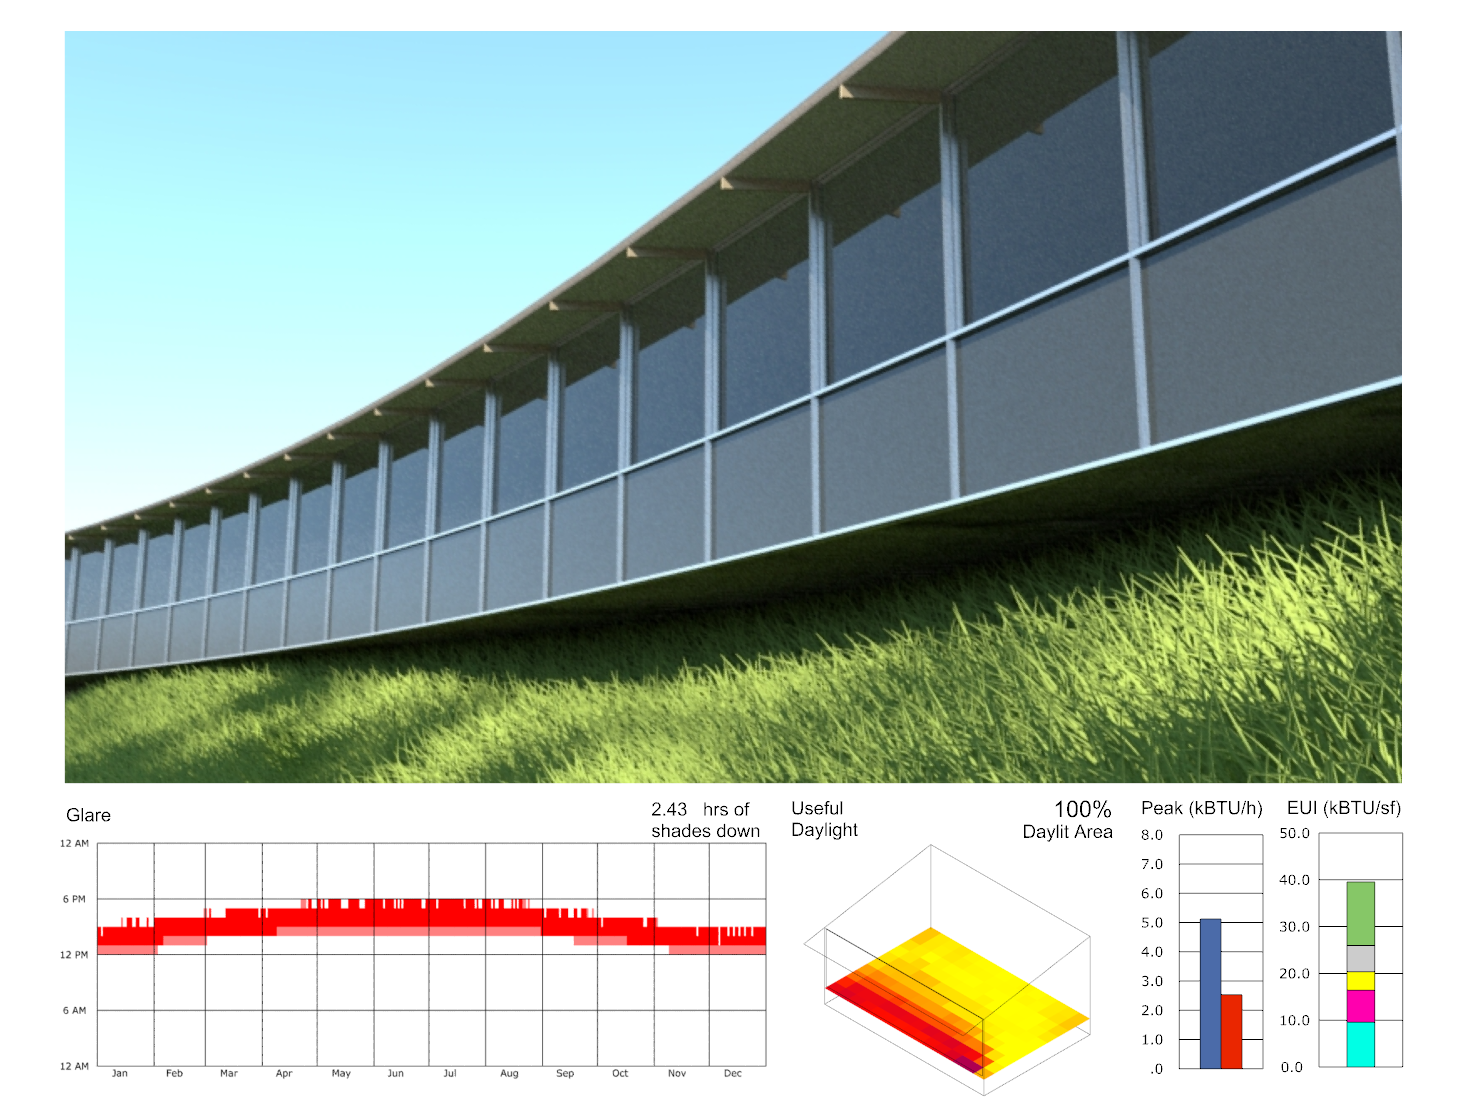 Glare
2.43 hrs of
shades down
12 AM
6 PM
12 PM
6 AM
12 AM
Jan Feb Mar Apr May Jun Jul Aug Sep Oct Nov Dec
Useful
Daylight
100%
Daylit Area
Peak (kBTU/h)
8.0
7.0
6.0
5.0
4.0
3.0
2.0
1.0
.0
EUI (kBTU/sf)
50.0
40.0
30.0
20.0
10.0
0.0